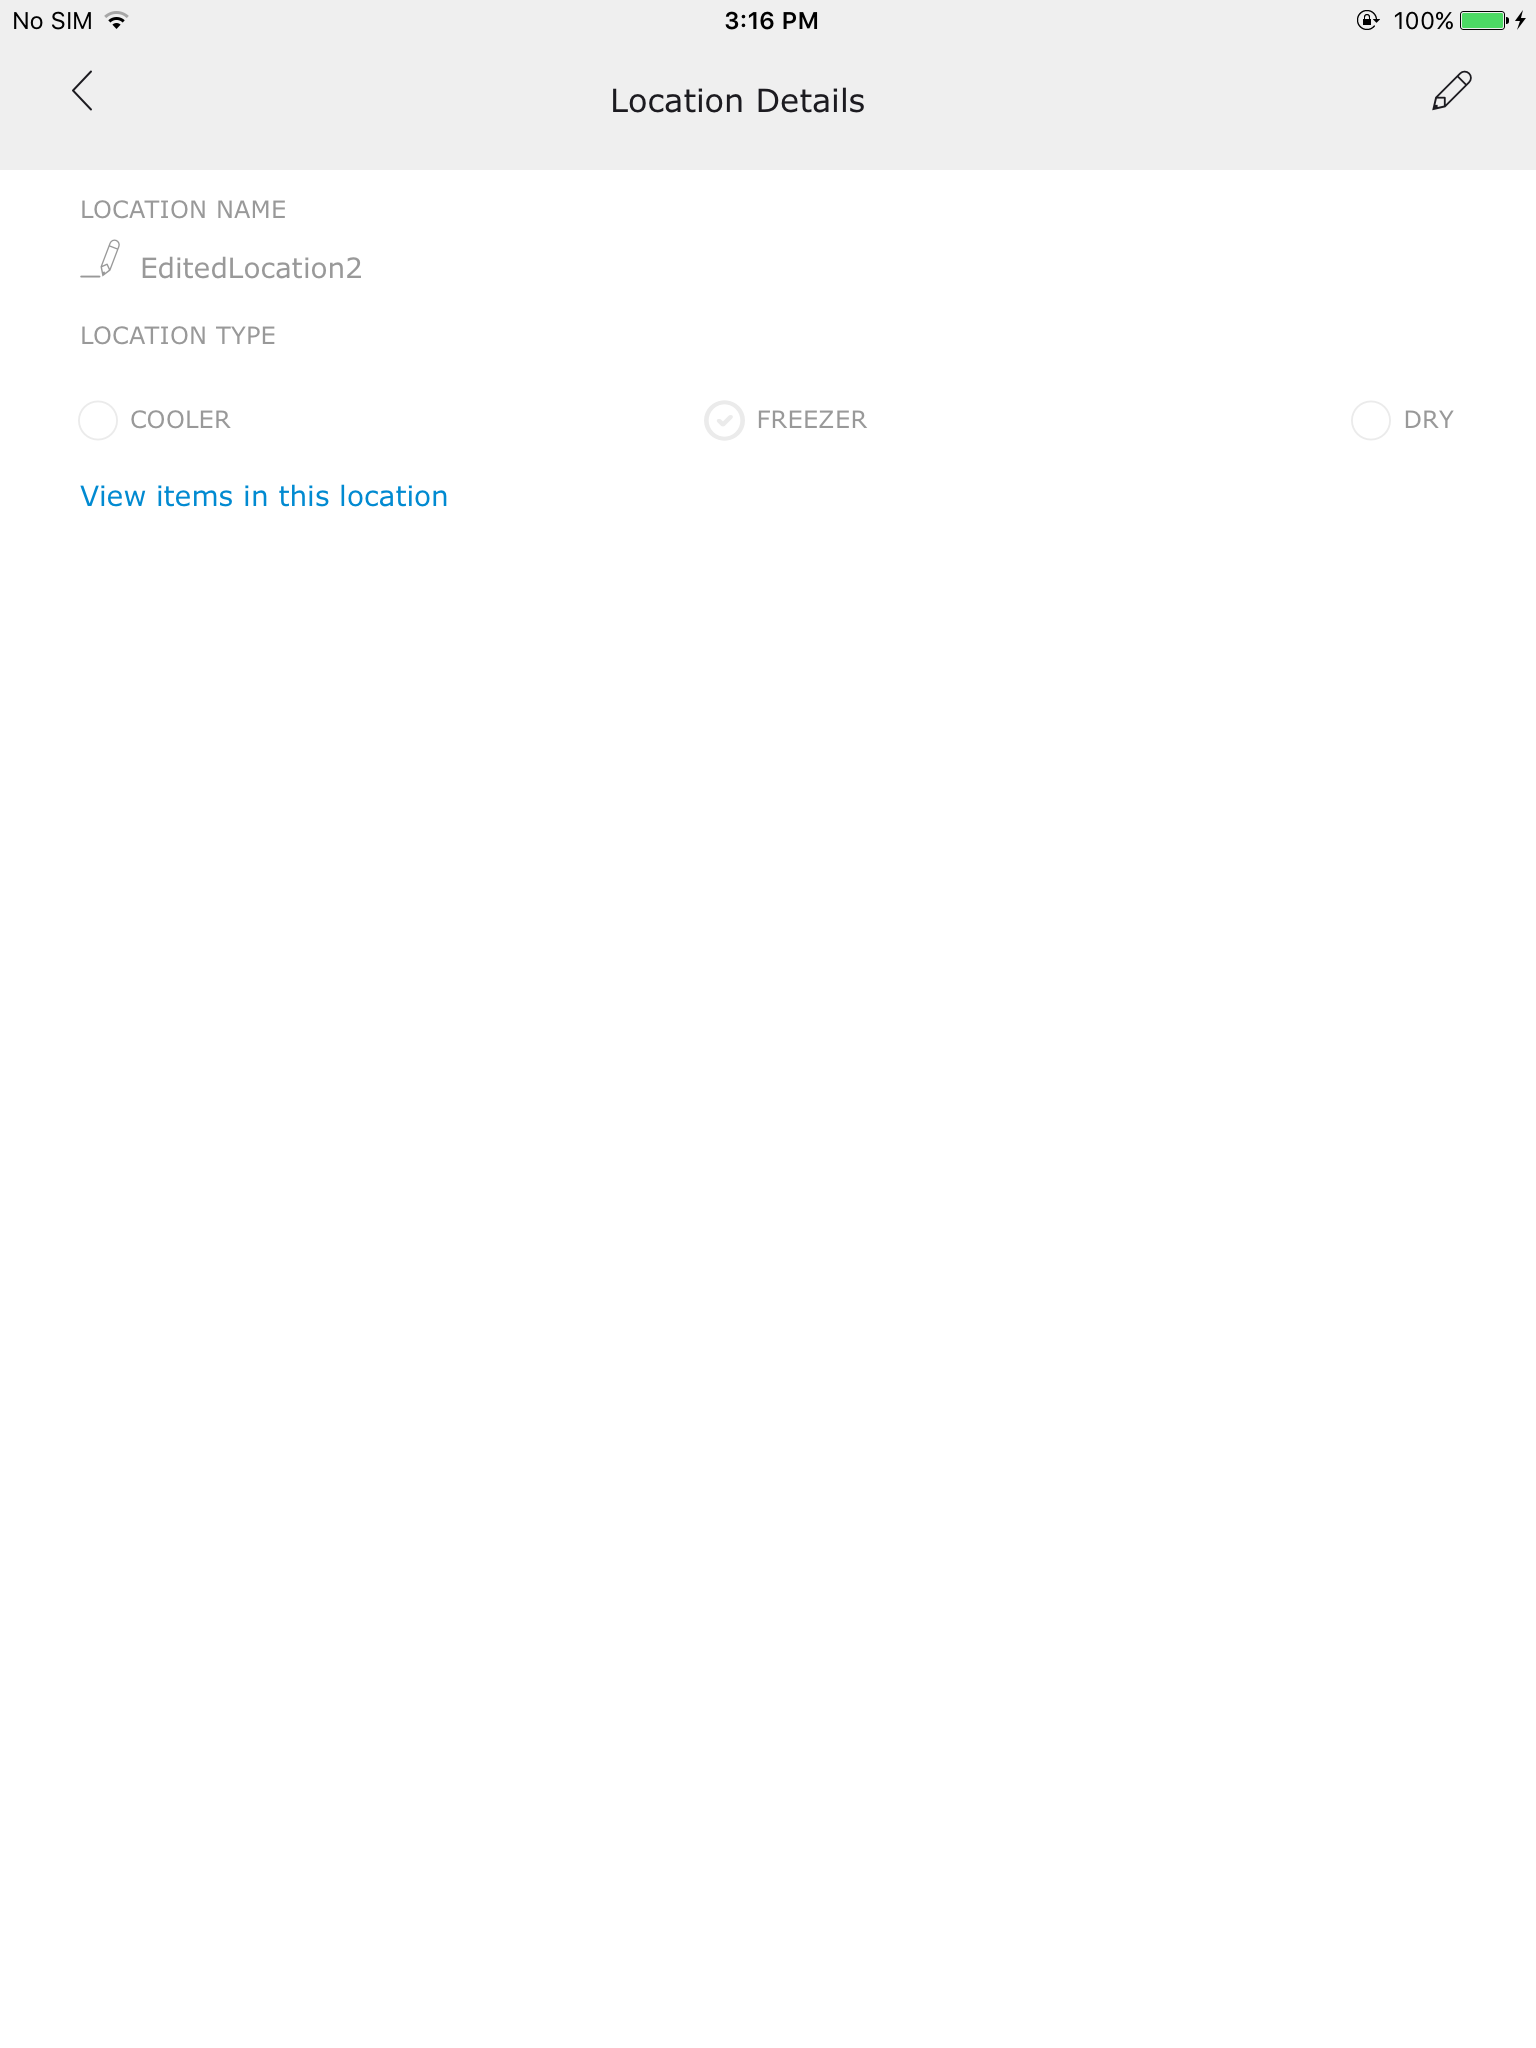 No SIM 3:16 PM 100%
Location Details
LOCATION NAME
EditedLocation2
LOCATION TYPE
COOLER FREEZER DRY
View items in this location